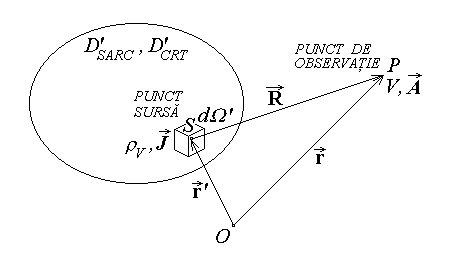 D'SARC , D'CRT
PUNCT DE
OBSERVAȚIE P
V, A⃗
PUNCT
SURSĂ
S dΩ'
R⃗
ρV , J⃗
r⃗
r⃗ '
O